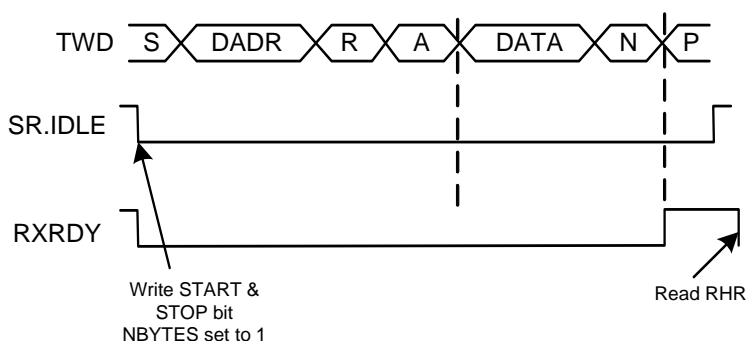 TWD S DADR R A DATA N P
SR.IDLE
RXRDY
Write START &
STOP bit
NBYTES set to 1
Read RHR